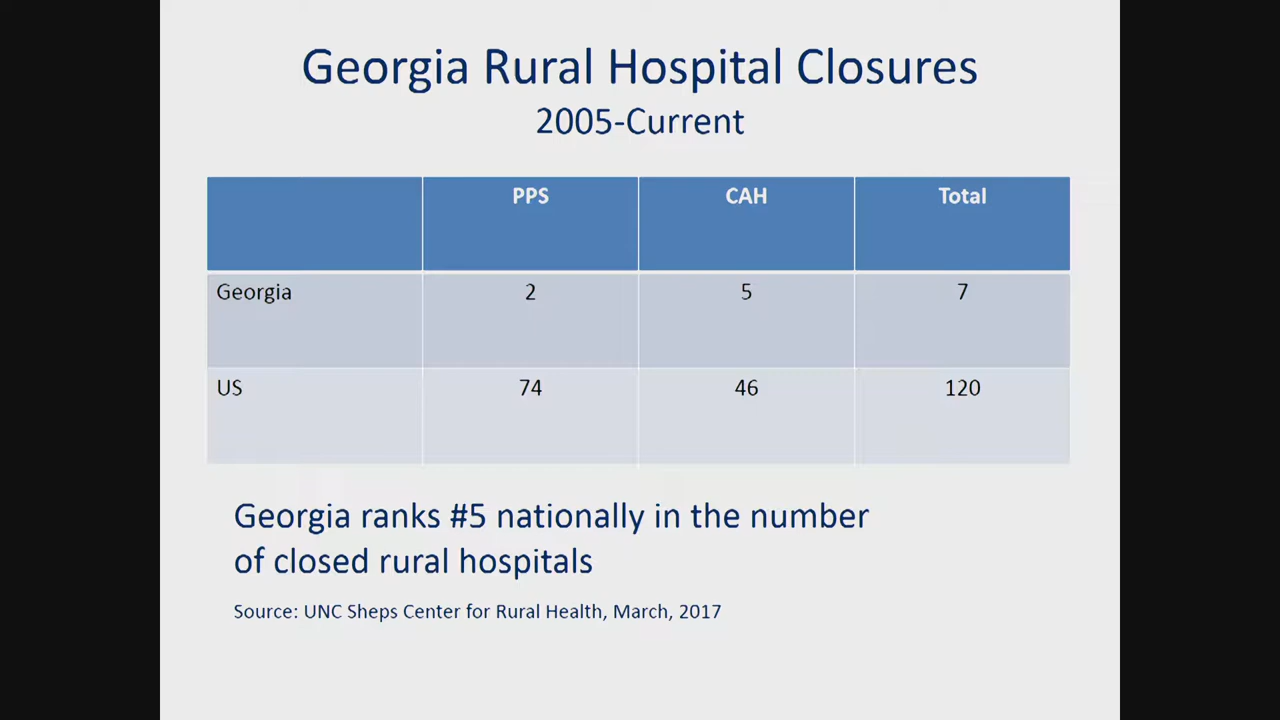 Georgia Rural Hospital Closures
2005-Current
PPS CAH Total
Georgia 2 5 7
US 74 46 120
Georgia ranks #5 nationally in the number
of closed rural hospitals
Source: UNC Sheps Center for Rural Health, March, 2017